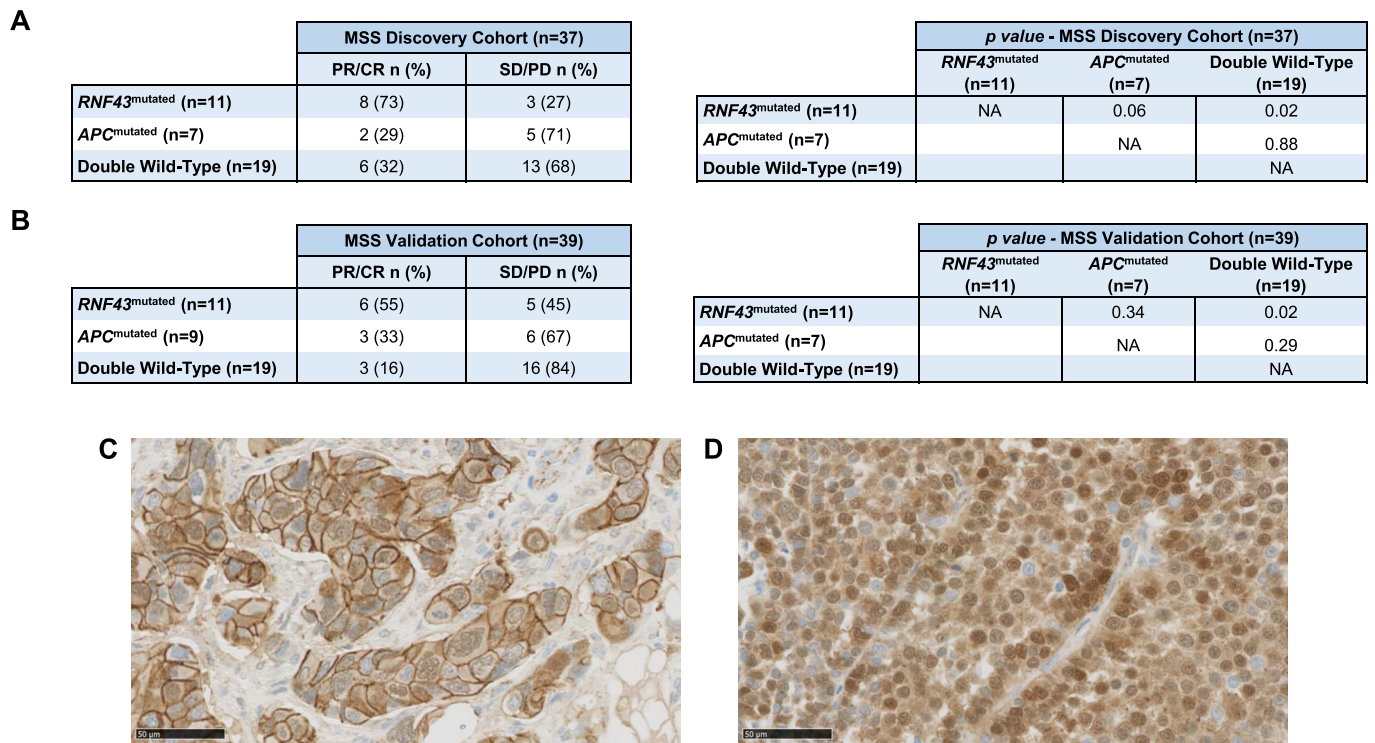 A
MSS Discovery Cohort (n=37)
PR/CR n (%) SD/PD n (%)
RNF43mutated (n=11) 8 (73) 3 (27)
APCmutated (n=7) 2 (29) 5 (71)
Double Wild-Type (n=19) 6 (32) 13 (68)
p value - MSS Discovery Cohort (n=37)
RNF43mutated APCmutated Double Wild-Type
(n=11) (n=7) (n=19)
RNF43mutated (n=11) NA 0.06 0.02
APCmutated (n=7) NA 0.88
Double Wild-Type (n=19) NA
B
MSS Validation Cohort (n=39)
PR/CR n (%) SD/PD n (%)
RNF43mutated (n=11) 6 (55) 5 (45)
APCmutated (n=9) 3 (33) 6 (67)
Double Wild-Type (n=19) 3 (16) 16 (84)
p value - MSS Validation Cohort (n=39)
RNF43mutated APCmutated Double Wild-Type
(n=11) (n=7) (n=19)
RNF43mutated (n=11) NA 0.34 0.02
APCmutated (n=7) NA 0.29
Double Wild-Type (n=19) NA
C
50 µm
D
50 µm